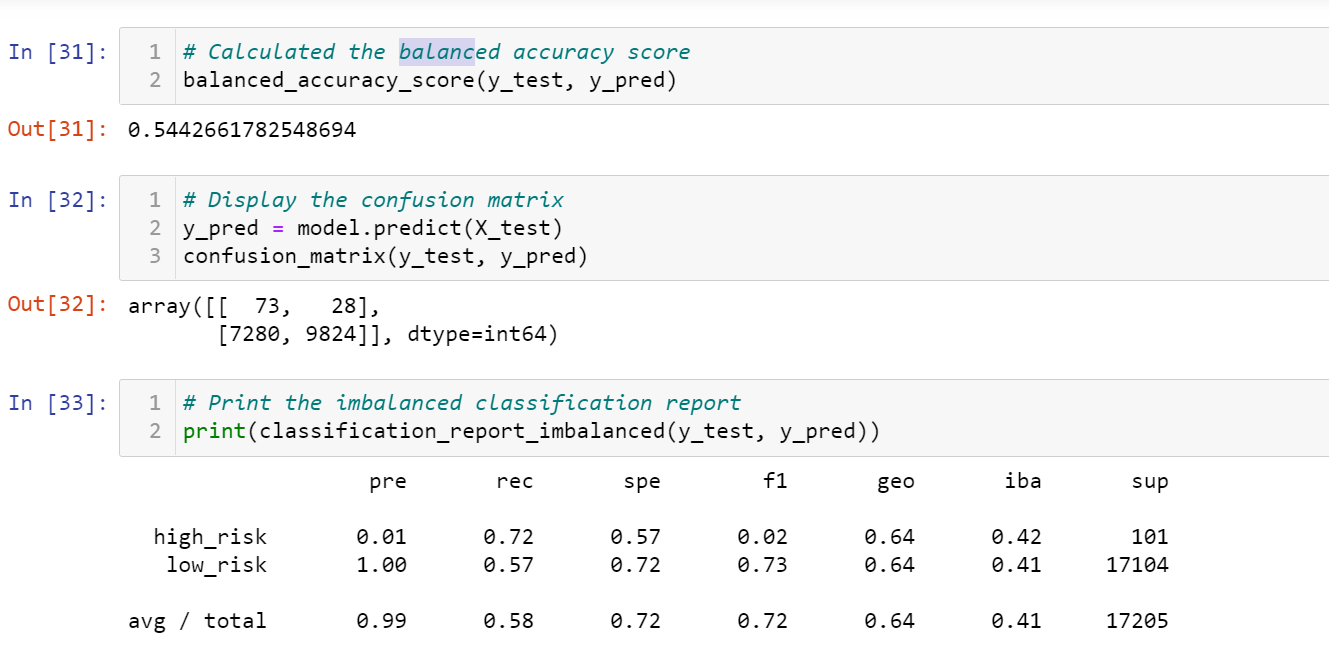 In [31]: 1 # Calculated the balanced accuracy score
2 balanced_accuracy_score(y_test, y_pred)
Out[31]: 0.5442661782548694
In [32]: 1 # Display the confusion matrix
2 y_pred = model.predict(X_test)
3 confusion_matrix(y_test, y_pred)
Out[32]: array([[  73,   28],
       [7280, 9824]], dtype=int64)
In [33]: 1 # Print the imbalanced classification report
2 print(classification_report_imbalanced(y_test, y_pred))
pre rec spe f1 geo iba sup
high_risk 0.01 0.72 0.57 0.02 0.64 0.42 101
low_risk 1.00 0.57 0.72 0.73 0.64 0.41 17104
avg / total 0.99 0.58 0.72 0.72 0.64 0.41 17205